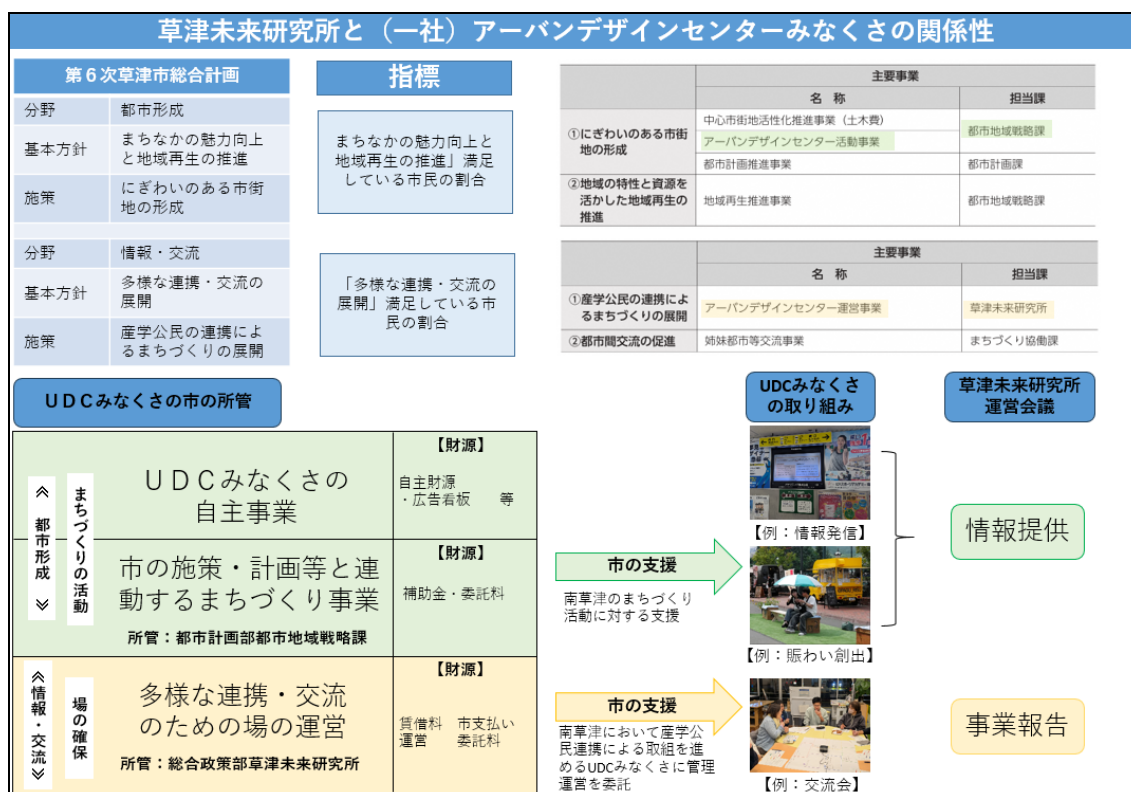 草津未来研究所と（一社）アーバンデザインセンターみなくさの関係性
第６次草津市総合計画
分野
都市形成
基本方針
まちなかの魅力向上
と地域再生の推進
施策
にぎわいのある市街
地の形成
分野
情報・交流
基本方針
多様な連携・交流の
展開
施策
産学公民の連携によ
るまちづくりの展開
指標
まちなかの魅力向上と
地域再生の推進」満足
している市民の割合
「多様な連携・交流の
展開」満足している市
民の割合
主要事業
名　称
担当課
①にぎわいのある市街
地の形成
中心市街地活性化推進事業（土木費）
アーバンデザインセンター活動事業
都市地域戦略課
都市計画推進事業
都市計画課
②地域の特性と資源を
活かした地域再生の
推進
地域再生推進事業
都市地域戦略課
主要事業
名　称
担当課
①産学公民の連携によ
るまちづくりの展開
アーバンデザインセンター運営事業
草津未来研究所
②都市間交流の促進
姉妹都市等交流事業
まちづくり協働課
ＵＤＣみなくさの市の所管
≪ 都市形成 ≫
まちづくりの活動
ＵＤＣみなくさの
自主事業
【財源】
自主財源
・広告看板　　等
市の施策・計画等と連
動するまちづくり事業
所管：都市計画部都市地域戦略課
【財源】
補助金・委託料
≪情報・交流≫
場の確保
多様な連携・交流
のための場の運営
所管：総合政策部草津未来研究所
【財源】
賃借料　市支払い
運営　　委託料
市の支援
南草津のまちづくり
活動に対する支援
市の支援
南草津において産学公
民連携による取組を進
めるUDCみなくさに管理
運営を委託
UDCみなくさ
の取り組み
【例：情報発信】
【例：賑わい創出】
【例：交流会】
草津未来研究所
運営会議
情報提供
事業報告